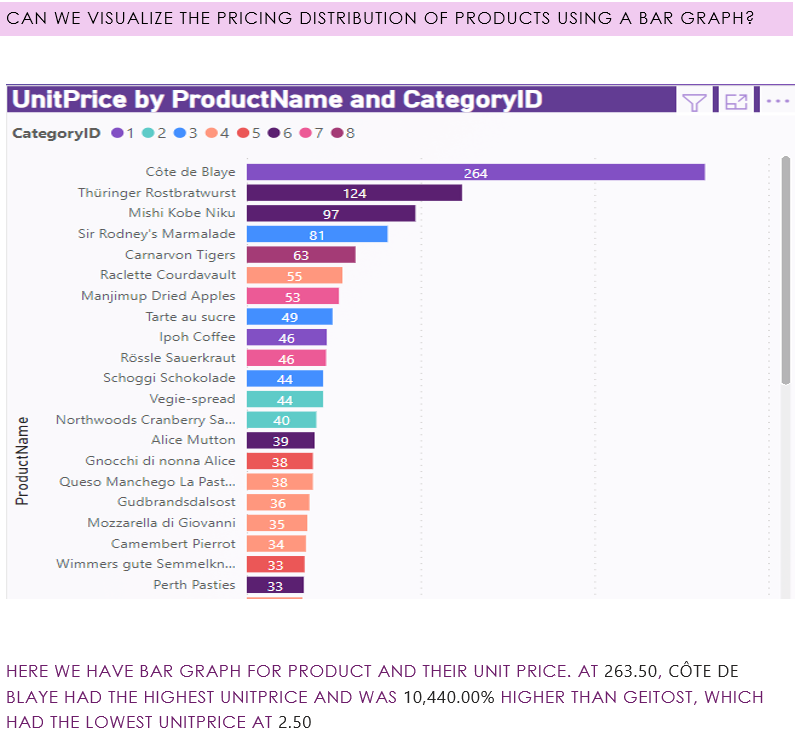 CAN WE VISUALIZE THE PRICING DISTRIBUTION OF PRODUCTS USING A BAR GRAPH?
UnitPrice by ProductName and CategoryID
CategoryID 1 2 3 4 5 6 7 8
Côte de Blaye 264
Thüringer Rostbratwurst 124
Mishi Kobe Niku 97
Sir Rodney's Marmalade 81
Carnarvon Tigers 63
Raclette Courdavault 55
Manjimup Dried Apples 53
Tarte au sucre 49
Ipoh Coffee 46
Rössle Sauerkraut 46
Schoggi Schokolade 44
Vegie-spread 44
Northwoods Cranberry Sa... 40
Alice Mutton 39
Gnocchi di nonna Alice 38
Queso Manchego La Past... 38
Gudbrandsdalsost 36
Mozzarella di Giovanni 35
Camembert Pierrot 34
Wimmers gute Semmelkn... 33
Perth Pasties 33
ProductName
HERE WE HAVE BAR GRAPH FOR PRODUCT AND THEIR UNIT PRICE. AT 263.50, CÔTE DE
BLAYE HAD THE HIGHEST UNITPRICE AND WAS 10,440.00% HIGHER THAN GEITOST, WHICH
HAD THE LOWEST UNITPRICE AT 2.50